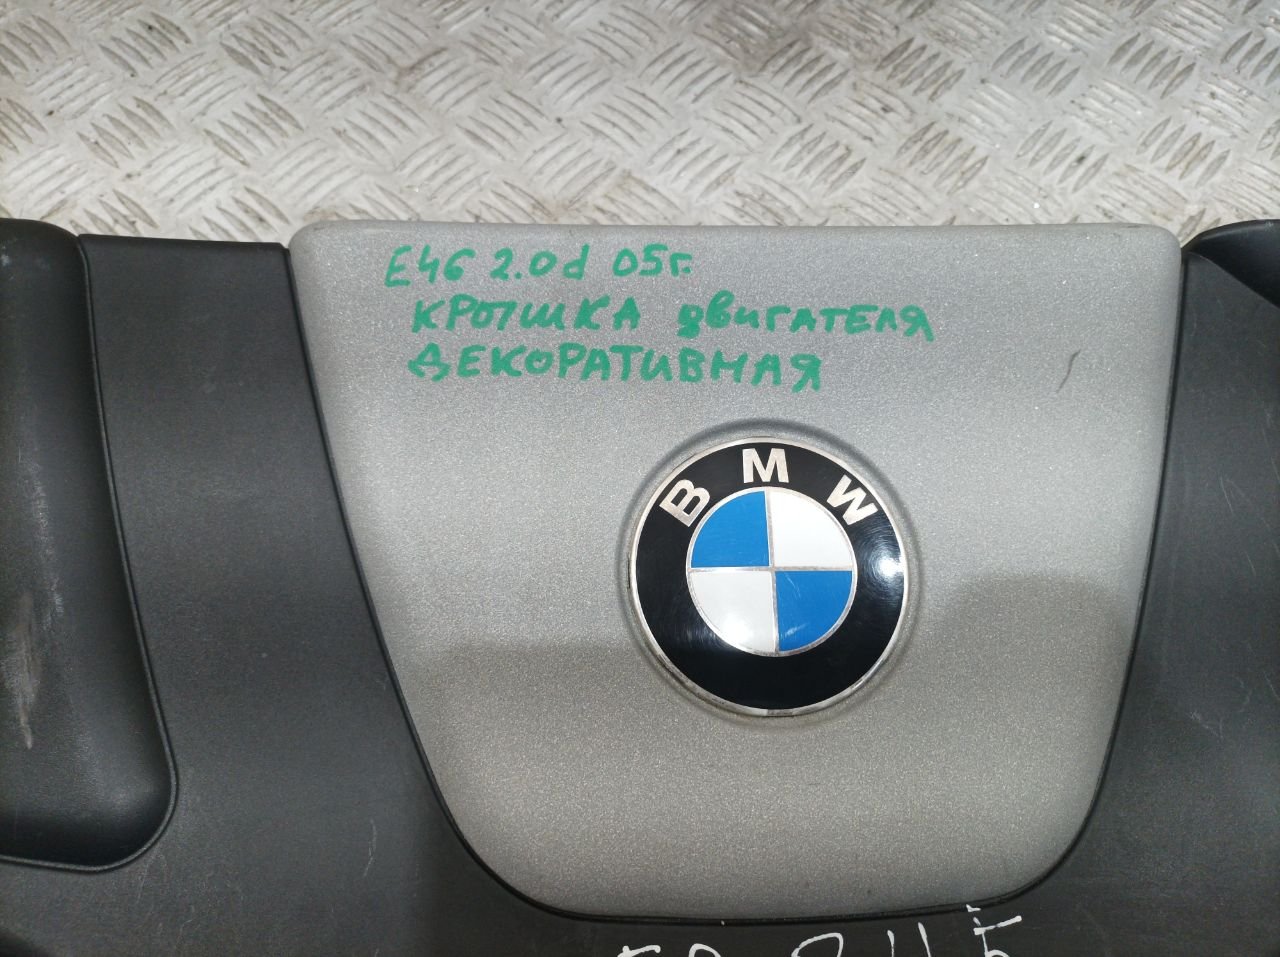 E46 2.0d 05г.
КРЫШКА ДВИГАТЕЛЯ
ДЕКОРАТИВНАЯ
BMW